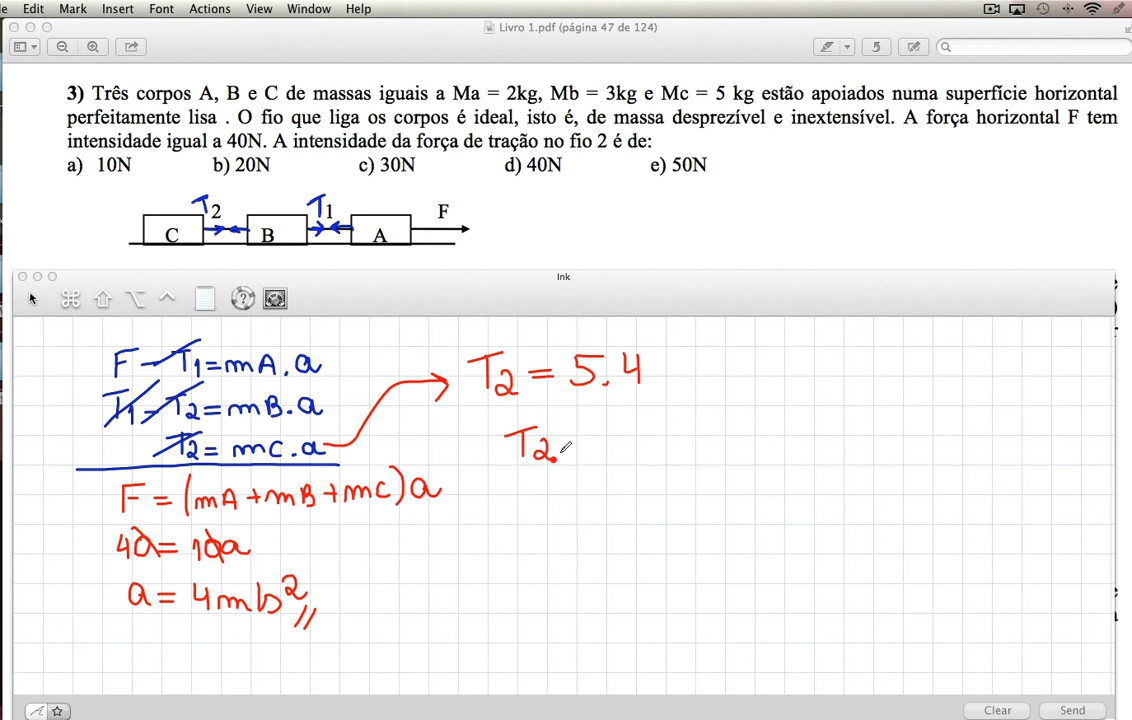 Edit Mark Insert Font Actions View Window Help
Livro 1.pdf (página 47 de 124)
3) Três corpos A, B e C de massas iguais a Ma = 2kg, Mb = 3kg e Mc = 5 kg estão apoiados numa superfície horizontal
perfeitamente lisa . O fio que liga os corpos é ideal, isto é, de massa desprezível e inextensível. A força horizontal F tem
intensidade igual a 40N. A intensidade da força de tração no fio 2 é de:
a) 10N b) 20N c) 30N d) 40N e) 50N
T2 T1 F
C B A
Ink
F - T1 = mA . a
T1 - T2 = mB . a
T2 = mC . a
F = (mA + mB + mC) a
40 = 10a
a = 4 m/s²
T2 = 5.4
T2
Clear Send